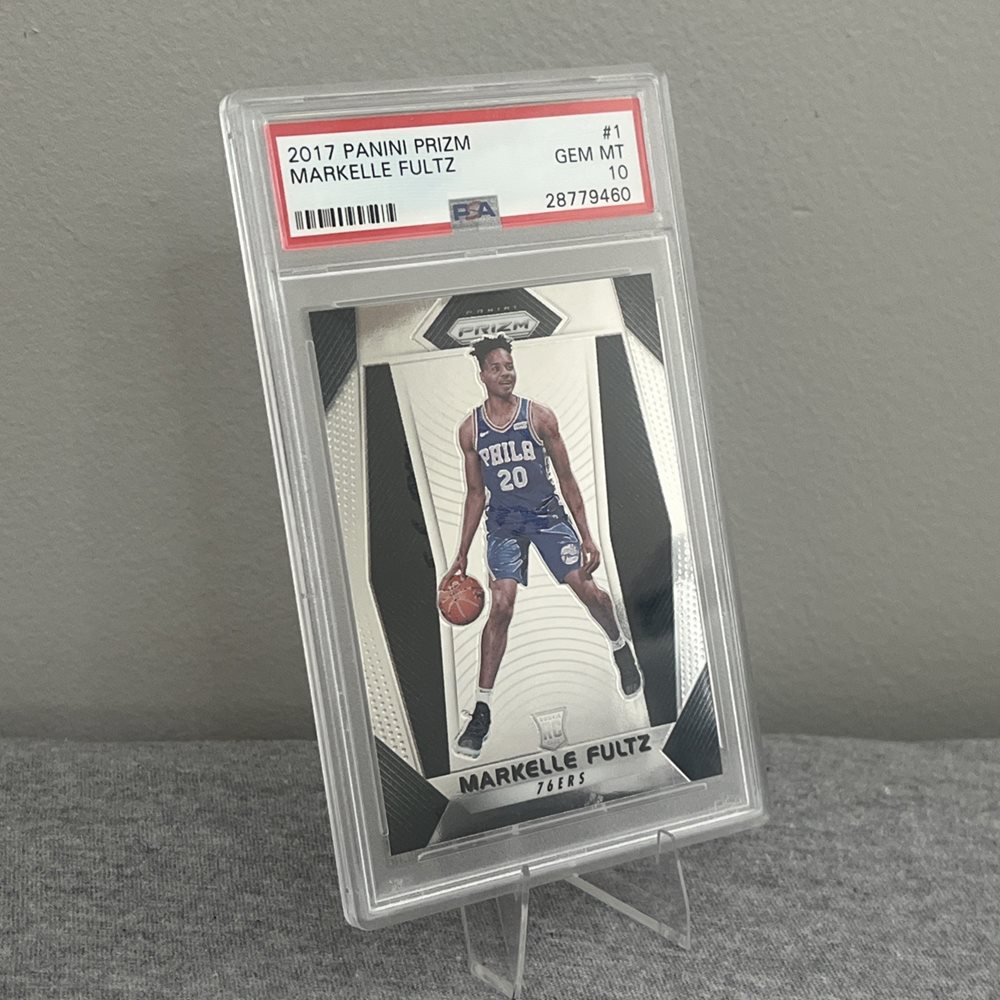 2017 PANINI PRIZM #1
MARKELLE FULTZ GEM MT
10
28779460
PSA
PANINI
PRIZM
PHILA
20
RC
MARKELLE FULTZ
76ERS